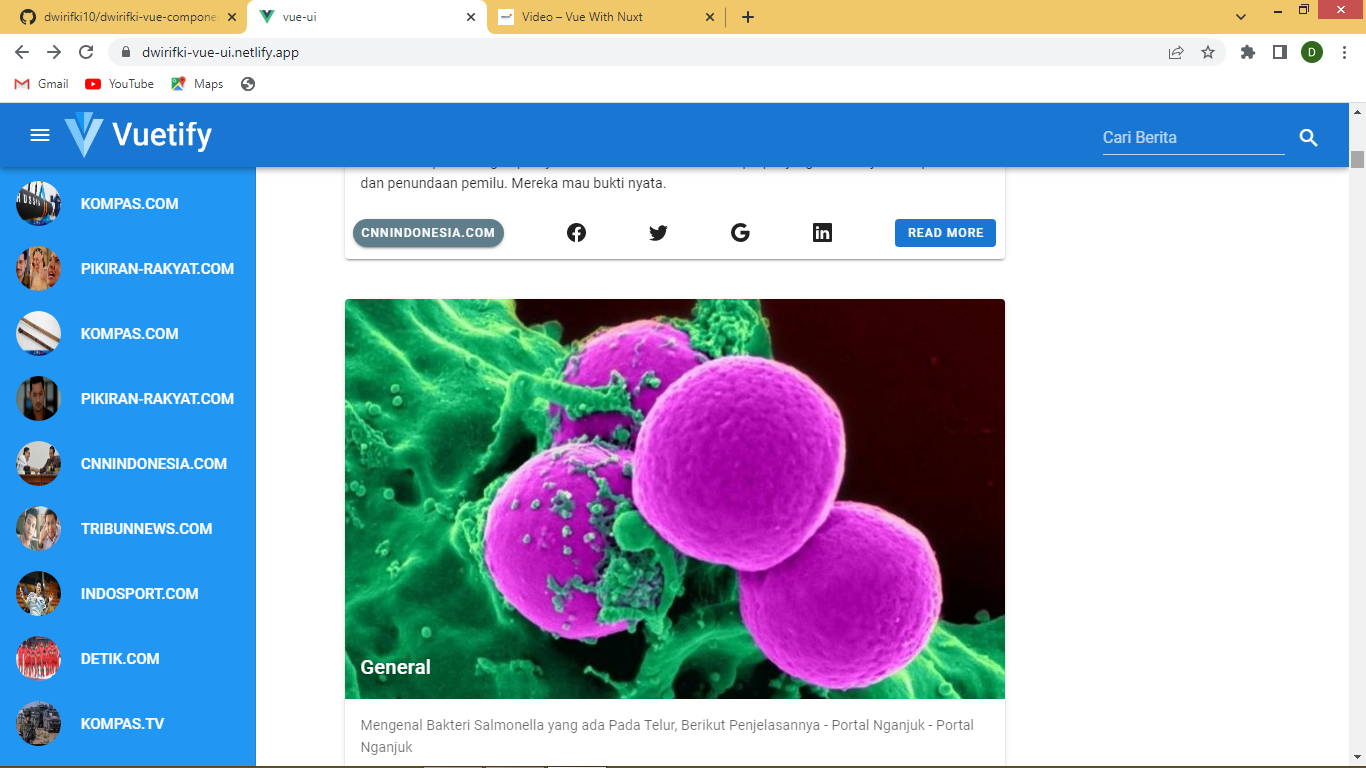 dwirifki10/dwirifki-vue-compone
vue-ui
Video – Vue With Nuxt
dwirifki-vue-ui.netlify.app
D
Gmail
YouTube
Maps
Vuetify
Cari Berita
KOMPAS.COM
PIKIRAN-RAKYAT.COM
KOMPAS.COM
PIKIRAN-RAKYAT.COM
CNNINDONESIA.COM
TRIBUNNEWS.COM
INDOSPORT.COM
DETIK.COM
KOMPAS.TV
dan penundaan pemilu. Mereka mau bukti nyata.
CNNINDONESIA.COM
READ MORE
General
Mengenal Bakteri Salmonella yang ada Pada Telur, Berikut Penjelasannya - Portal Nganjuk - Portal
Nganjuk